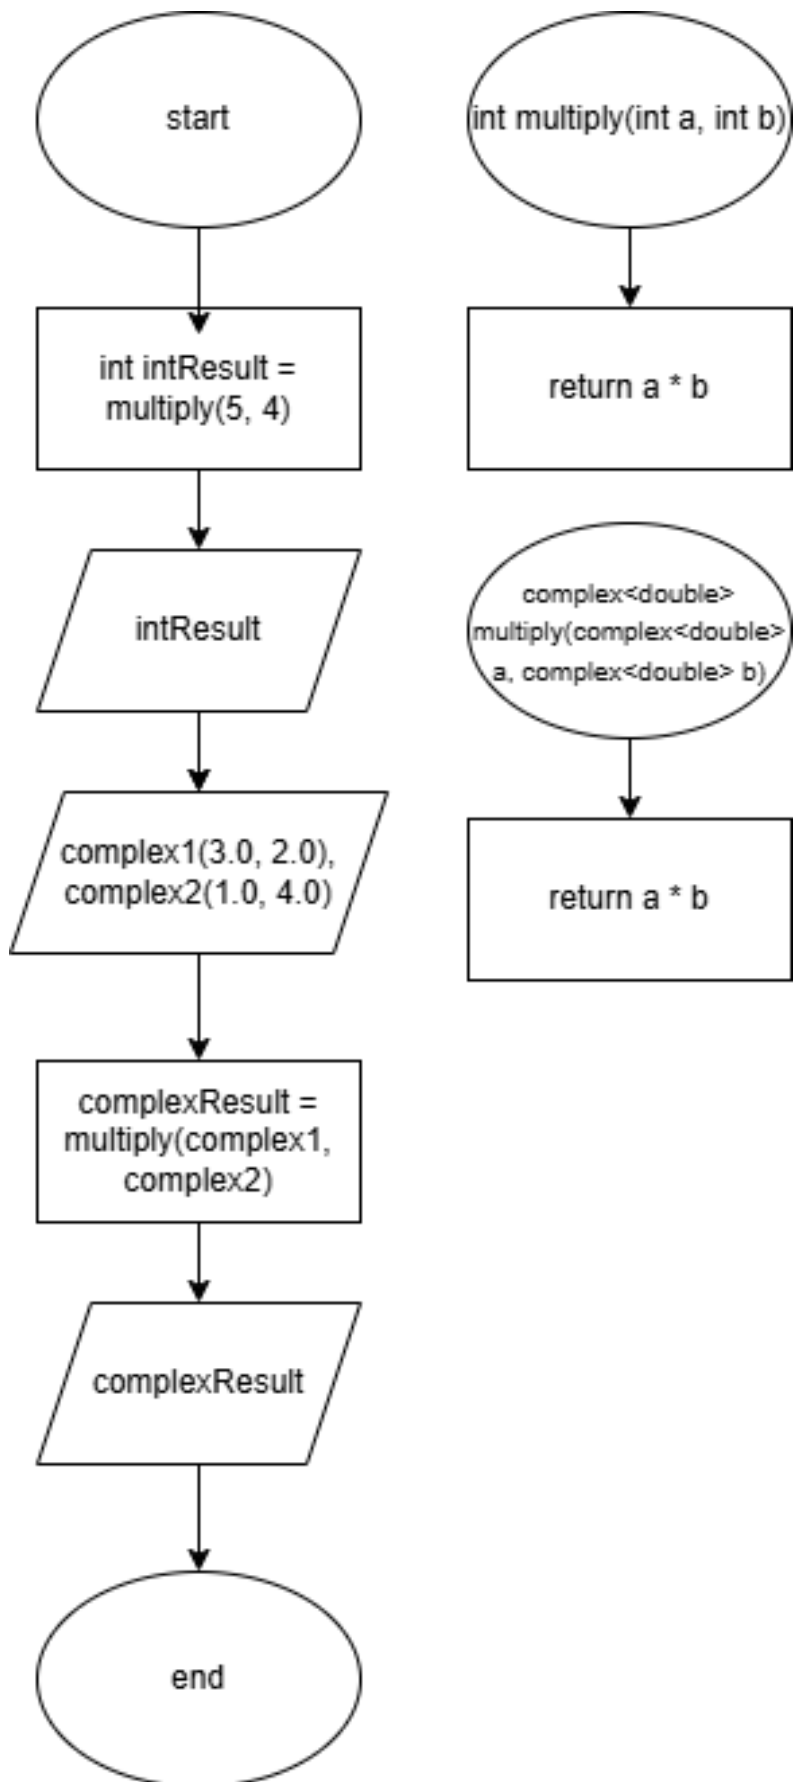 start
int intResult =
multiply(5, 4)
intResult
complex1(3.0, 2.0),
complex2(1.0, 4.0)
complexResult =
multiply(complex1,
complex2)
complexResult
end
int multiply(int a, int b)
return a * b
complex<double>
multiply(complex<double>
a, complex<double> b)
return a * b